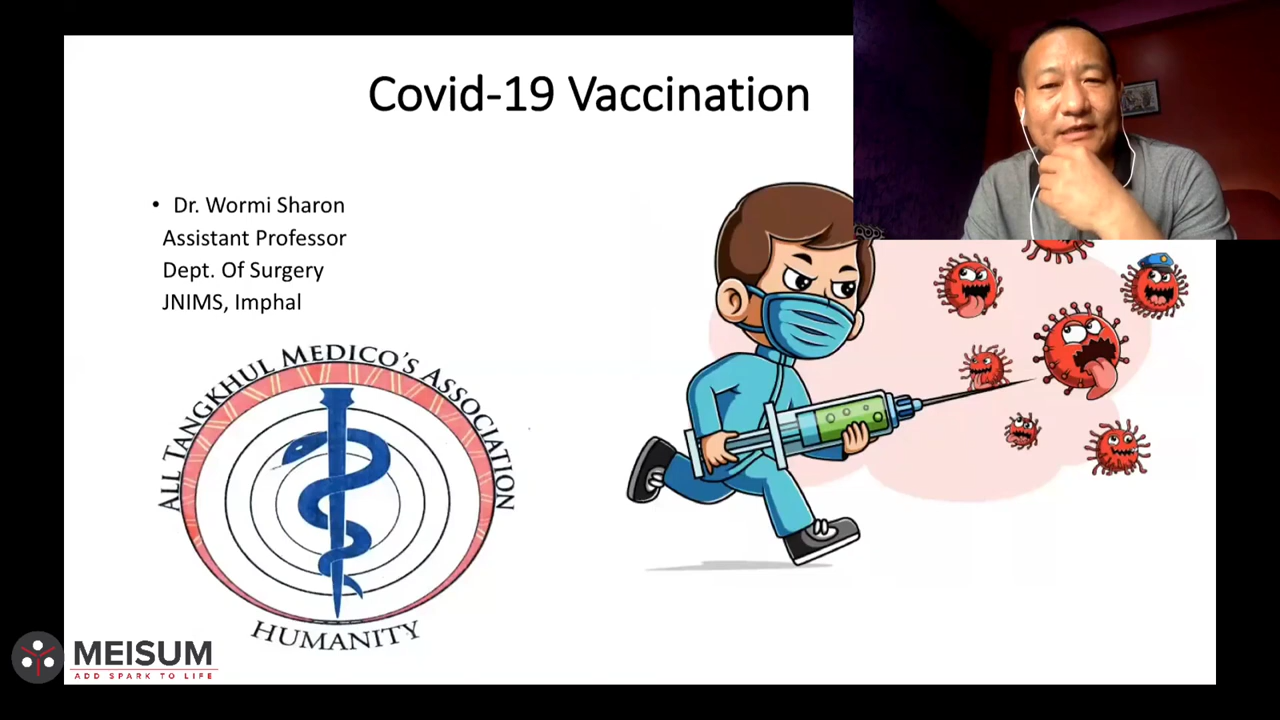 Covid-19 Vaccination
• Dr. Wormi Sharon
Assistant Professor
Dept. Of Surgery
JNIMS, Imphal
ALL TANGKHUL MEDICO'S ASSOCIATION
HUMANITY
MEISUM
ADD SPARK TO LIFE